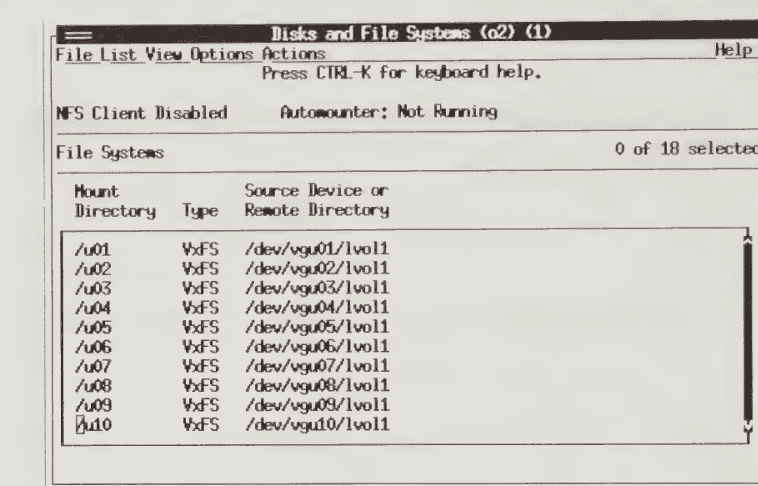 Disks and File Systems (o2) (1)
File List View Options Actions Help
Press CTRL-K for keyboard help.
NFS Client Disabled Automounter: Not Running
File Systems 0 of 18 selected
Mount Source Device or
Directory Type Remote Directory
/u01 VxFS /dev/vgu01/lvol1
/u02 VxFS /dev/vgu02/lvol1
/u03 VxFS /dev/vgu03/lvol1
/u04 VxFS /dev/vgu04/lvol1
/u05 VxFS /dev/vgu05/lvol1
/u06 VxFS /dev/vgu06/lvol1
/u07 VxFS /dev/vgu07/lvol1
/u08 VxFS /dev/vgu08/lvol1
/u09 VxFS /dev/vgu09/lvol1
/u10 VxFS /dev/vgu10/lvol1